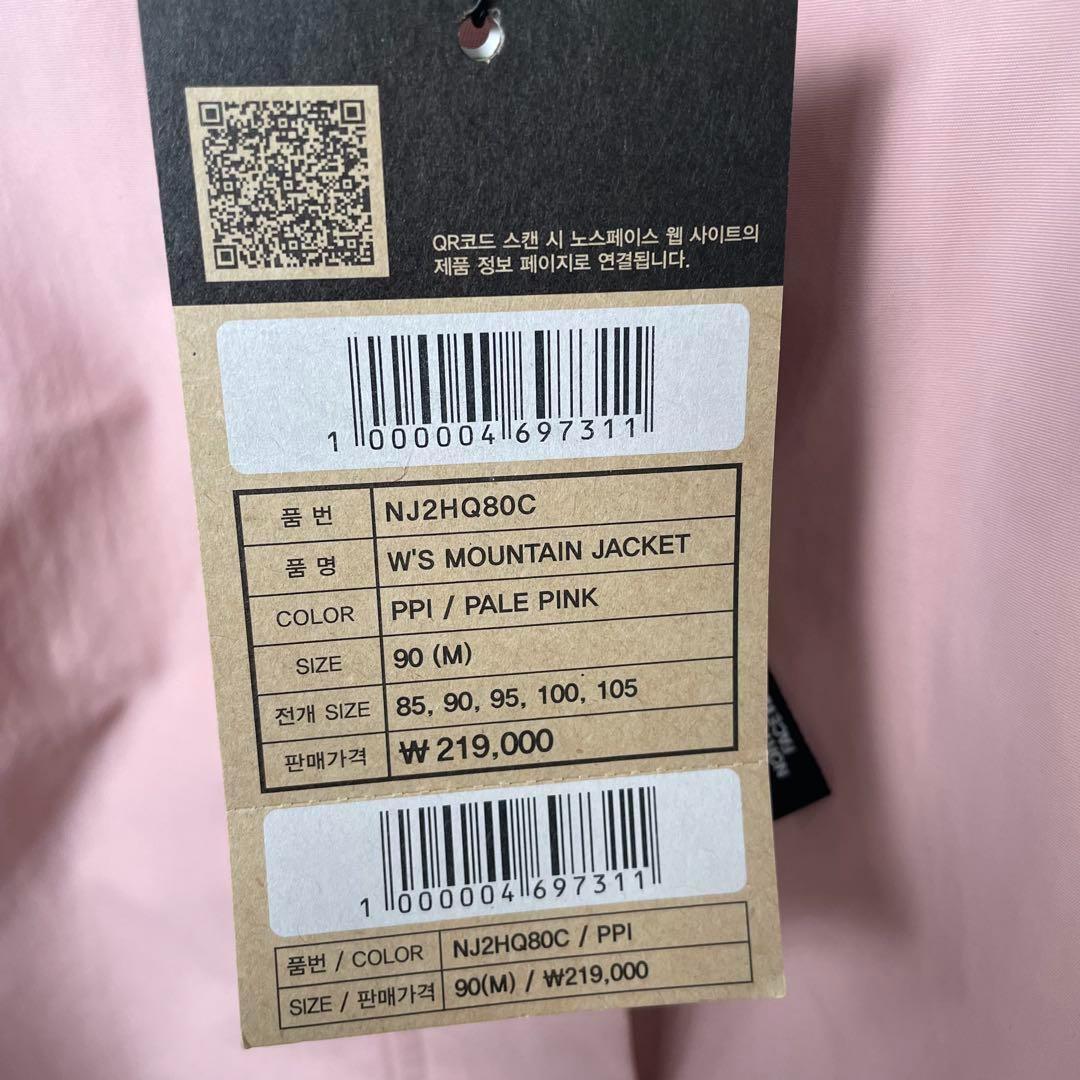 QR코드 스캔 시 노스페이스 웹 사이트의
제품 정보 페이지로 연결됩니다.
1 000004 697311
품 번 NJ2HQ80C
품 명 W'S MOUNTAIN JACKET
COLOR PPI / PALE PINK
SIZE 90 (M)
전개 SIZE 85, 90, 95, 100, 105
판매가격 ₩ 219,000
1 000004 697311
품번 / COLOR NJ2HQ80C / PPI
SIZE / 판매가격 90(M) / ₩219,000